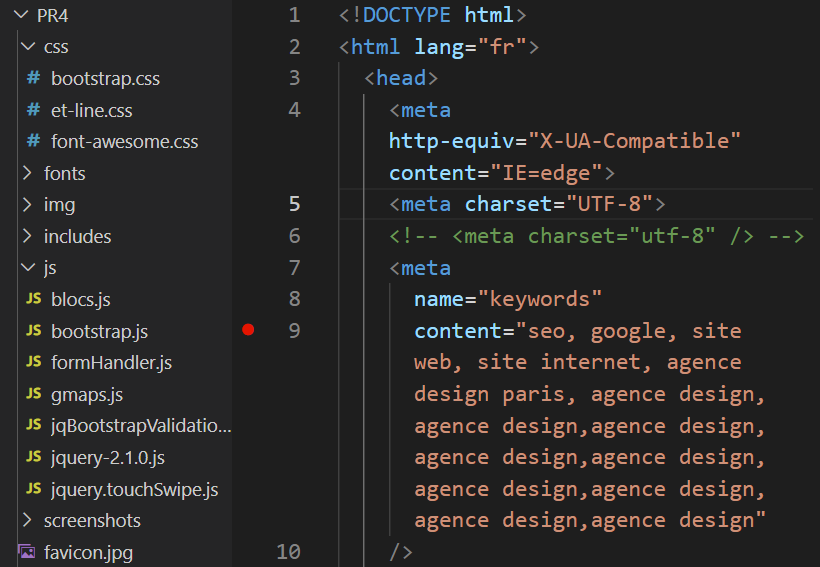 PR4
css
# bootstrap.css
# et-line.css
# font-awesome.css
fonts
img
includes
js
JS blocs.js
JS bootstrap.js
JS formHandler.js
JS gmaps.js
JS jqBootstrapValidatio...
JS jquery-2.1.0.js
JS jquery.touchSwipe.js
screenshots
favicon.jpg
1 <!DOCTYPE html>
2 <html lang="fr">
3 <head>
4 <meta
http-equiv="X-UA-Compatible"
content="IE=edge">
5 <meta charset="UTF-8">
6 <!-- <meta charset="utf-8" /> -->
7 <meta
8 name="keywords"
9 content="seo, google, site
web, site internet, agence
design paris, agence design,
agence design,agence design,
agence design,agence design,
agence design,agence design,
agence design,agence design"
10 />